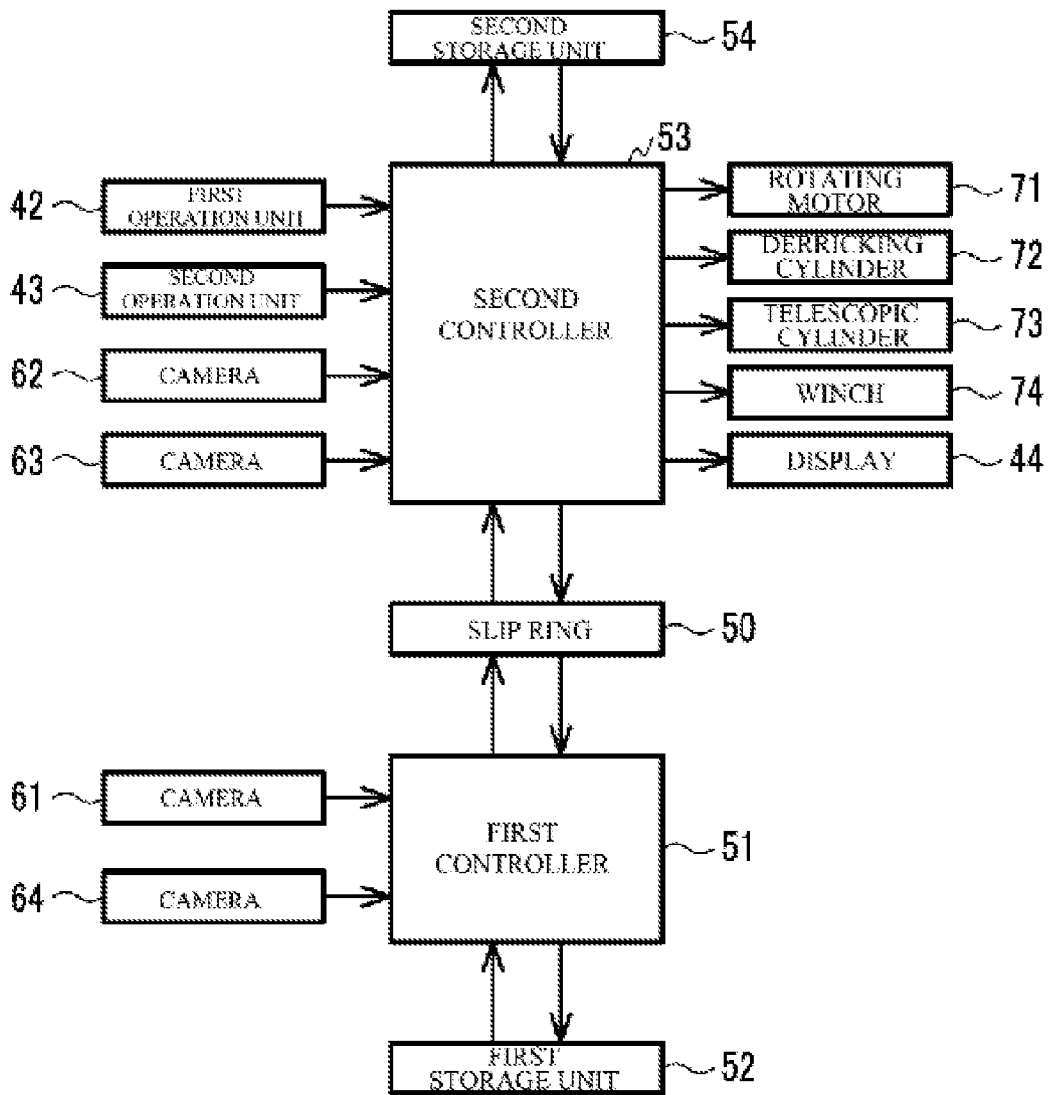 SECOND
STORAGE UNIT
54
53
42
FIRST
OPERATION UNIT
ROTATING
MOTOR
71
43
SECOND
OPERATION UNIT
SECOND
CONTROLLER
DERRICKING
CYLINDER
72
TELESCOPIC
CYLINDER
73
62
CAMERA
WINCH
74
63
CAMERA
DISPLAY
44
SLIP RING
50
61
CAMERA
FIRST
CONTROLLER
51
64
CAMERA
FIRST
STORAGE UNIT
52